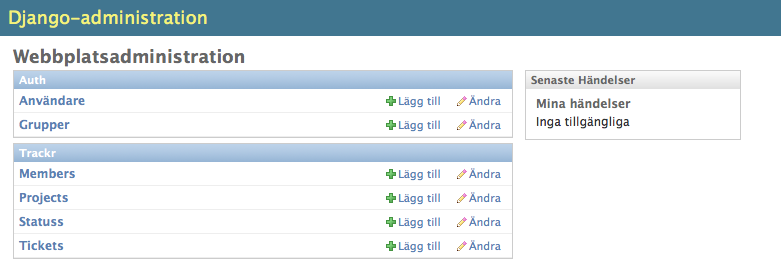 Django-administration
Webbplatsadministration
Auth
Användare Lägg till Ändra
Grupper Lägg till Ändra
Trackr
Members Lägg till Ändra
Projects Lägg till Ändra
Statuss Lägg till Ändra
Tickets Lägg till Ändra
Senaste Händelser
Mina händelser
Inga tillgängliga